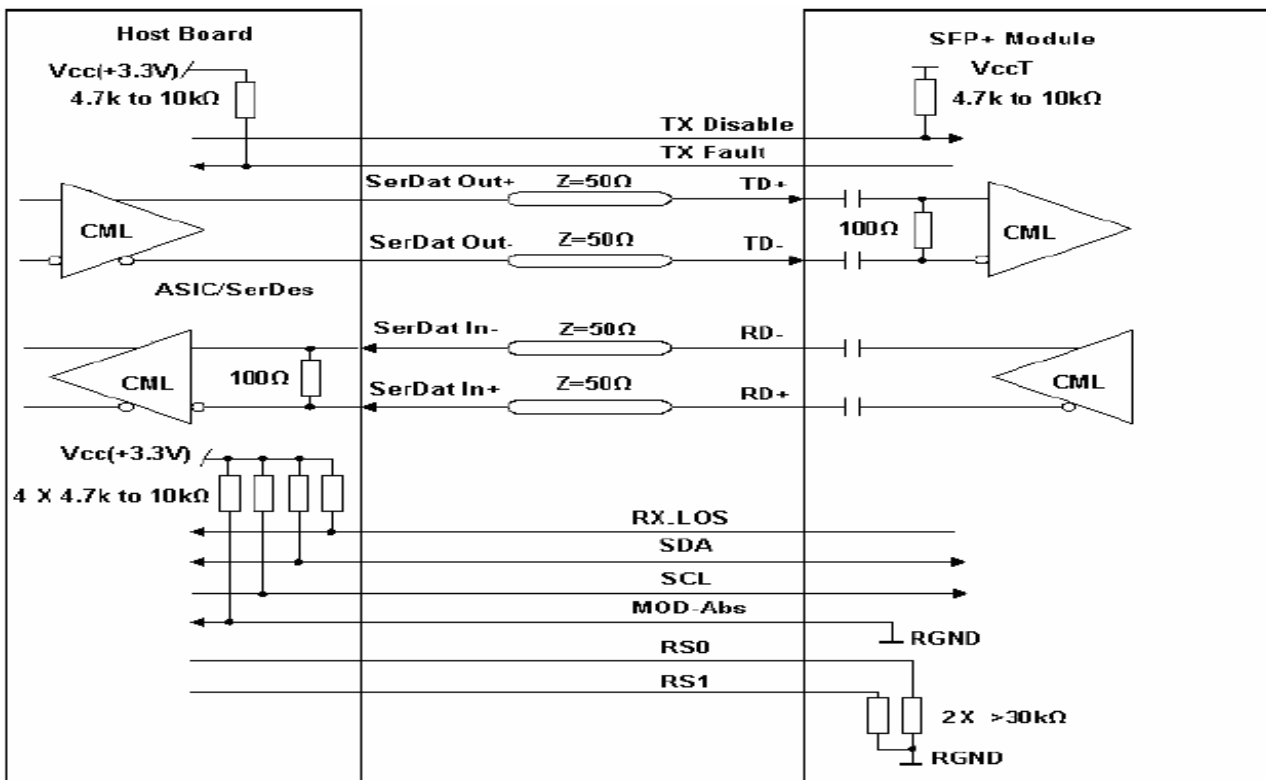 Host Board
SFP+ Module
Vcc(+3.3V)
4.7k to 10kΩ
VccT
4.7k to 10kΩ
TX Disable
TX Fault
SerDat Out+
Z=50Ω
TD+
CML
100Ω
CML
SerDat Out-
Z=50Ω
TD-
ASIC/SerDes
SerDat In-
Z=50Ω
RD-
CML
100Ω
CML
SerDat In+
Z=50Ω
RD+
Vcc(+3.3V)
4 X 4.7k to 10kΩ
RX_LOS
SDA
SCL
MOD-Abs
RGND
RS0
RS1
2X >30kΩ
RGND